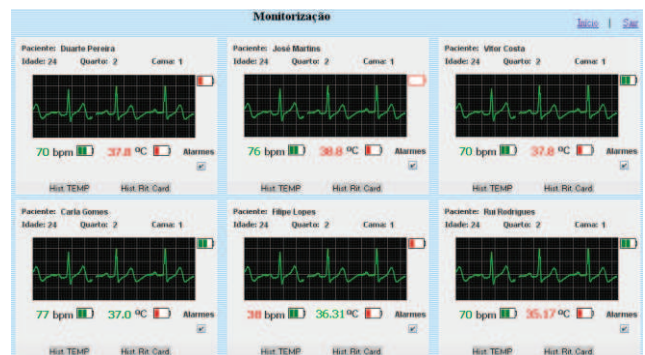 Monitorização
Início | Sair
Paciente: Duarte Pereira
Idade: 24 Quarto: 2 Cama: 1
70 bpm 37.8 ºC Alarmes
Hist. TEMP Hist. Rit. Card.
Paciente: José Martins
Idade: 24 Quarto: 2 Cama: 1
76 bpm 38.8 ºC Alarmes
Hist. TEMP Hist. Rit. Card.
Paciente: Vitor Costa
Idade: 24 Quarto: 2 Cama: 1
70 bpm 37.8 ºC Alarmes
Hist. TEMP Hist. Rit. Card.
Paciente: Carla Gomes
Idade: 24 Quarto: 2 Cama: 1
77 bpm 37.0 ºC Alarmes
Hist. TEMP Hist. Rit. Card.
Paciente: Filipe Lopes
Idade: 24 Quarto: 2 Cama: 1
38 bpm 36.31 ºC Alarmes
Hist. TEMP Hist. Rit. Card.
Paciente: Rui Rodrigues
Idade: 24 Quarto: 2 Cama: 1
70 bpm 35.17 ºC Alarmes
Hist. TEMP Hist. Rit. Card.